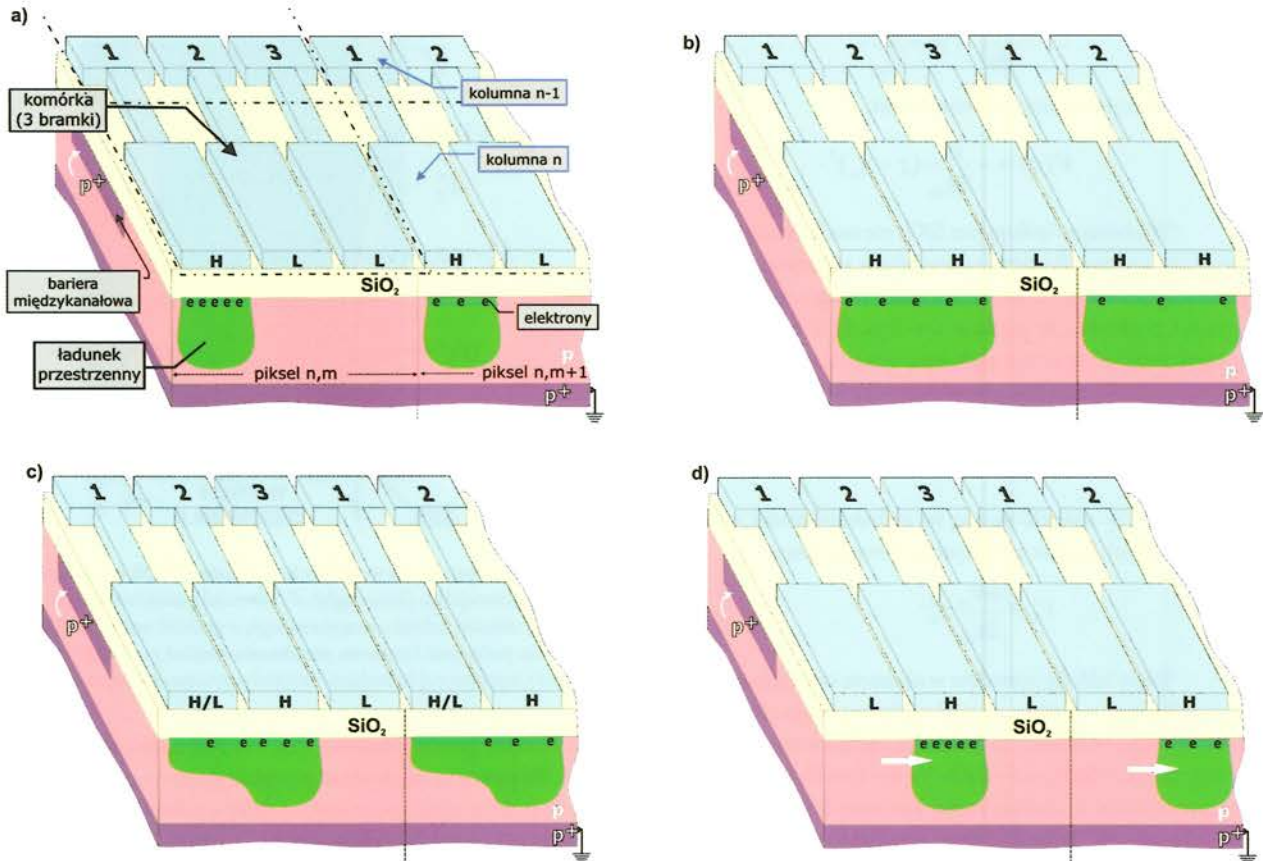 a)
1 2 3 1 2
kolumna n-1
komórka
(3 bramki)
kolumna n
p+
H L L H L
SiO₂
bariera
międzykanałowa
e e e e e e e e
elektrony
ładunek
przestrzenny
p
piksel n,m piksel n,m+1
p+
b)
1 2 3 1 2
p+
H H L H H
SiO₂
e e e e e e e e
p
p+
c)
1 2 3 1 2
p+
H/L H L H/L H
SiO₂
e e e e e e e e
p
p+
d)
1 2 3 1 2
p+
L H L L H
SiO₂
e e e e e e e e
p
p+